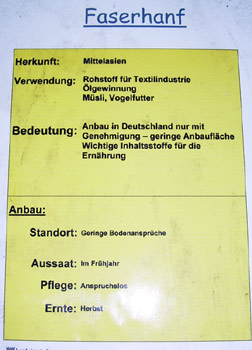 Faserhanf
Herkunft: Mittelasien
Verwendung: Rohstoff für Textilindustrie
Ölgewinnung
Müsli, Vogelfutter
Bedeutung: Anbau in Deutschland nur mit
Genehmigung – geringe Anbaufläche
Wichtige Inhaltsstoffe für die
Ernährung
Anbau:
Standort: Geringe Bodenansprüche
Aussaat: Im Frühjahr
Pflege: Anspruchslos
Ernte: Herbst